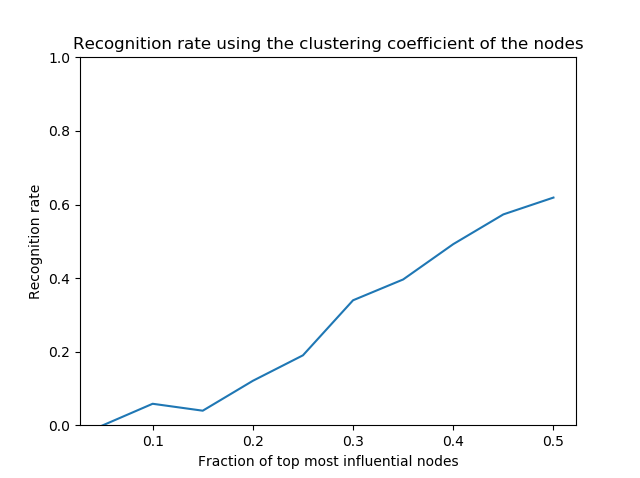 Recognition rate using the clustering coefficient of the nodes
1.0
0.8
0.6
0.4
0.2
0.0
Recognition rate
0.1 0.2 0.3 0.4 0.5
Fraction of top most influential nodes